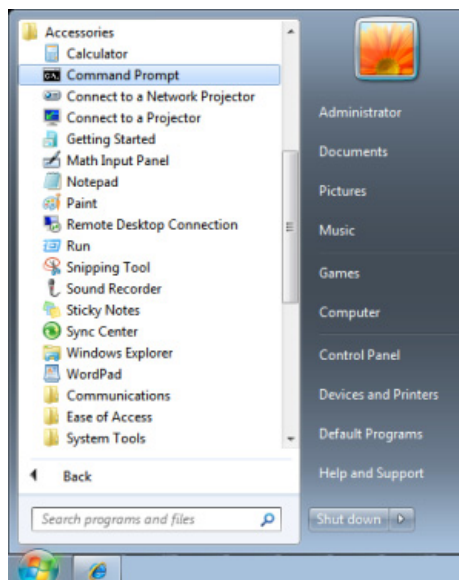 Accessories
Calculator
Command Prompt
Connect to a Network Projector
Connect to a Projector
Getting Started
Math Input Panel
Notepad
Paint
Remote Desktop Connection
Run
Snipping Tool
Sound Recorder
Sticky Notes
Sync Center
Windows Explorer
WordPad
Communications
Ease of Access
System Tools
Back
Search programs and files
Administrator
Documents
Pictures
Music
Games
Computer
Control Panel
Devices and Printers
Default Programs
Help and Support
Shut down